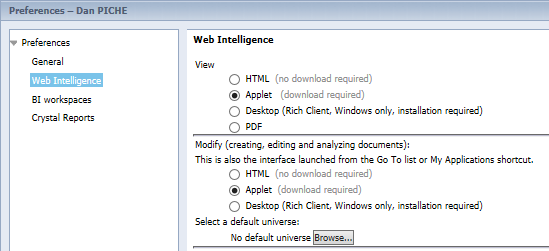 Preferences – Dan PICHE
Preferences
General
Web Intelligence
BI workspaces
Crystal Reports
Web Intelligence
View
HTML (no download required)
Applet (download required)
Desktop (Rich Client, Windows only, installation required)
PDF
Modify (creating, editing and analyzing documents):
This is also the interface launched from the Go To list or My Applications shortcut.
HTML (no download required)
Applet (download required)
Desktop (Rich Client, Windows only, installation required)
Select a default universe:
No default universe Browse...